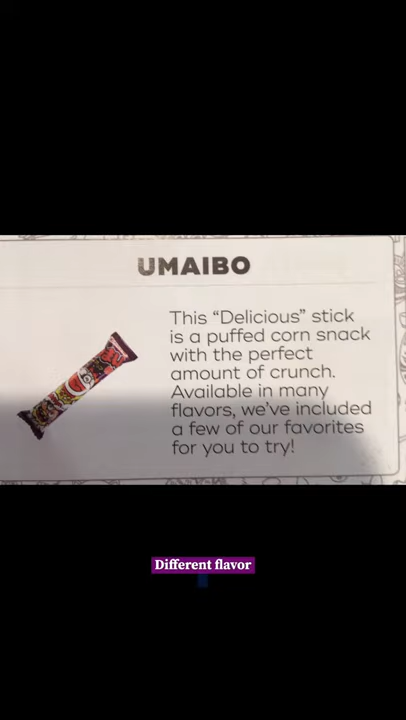 UMAIBO
This “Delicious” stick
is a puffed corn snack
with the perfect
amount of crunch.
Available in many
flavors, we’ve included
a few of our favorites
for you to try!
Different flavor